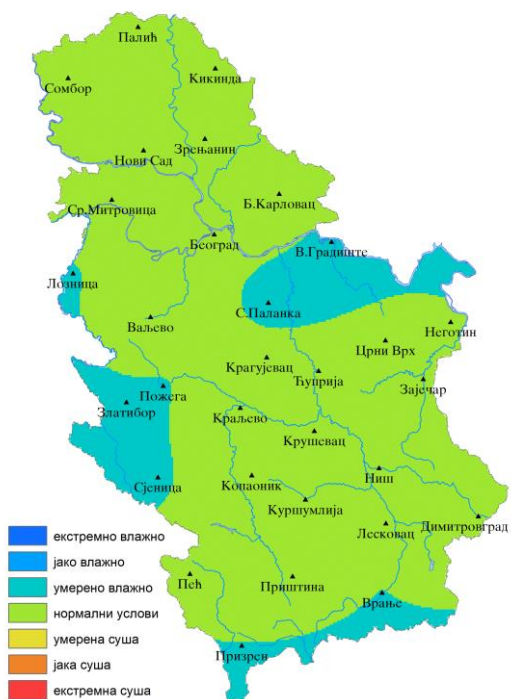 Палић
Кикинда
Сомбор
Зрењанин
Нови Сад
Б.Карловац
Ср.Митровица
Београд
В.Градиште
Лозница
С.Паланка
Ваљево
Неготин
Црни Врх
Крагујевац
Ћуприја
Зајечар
Пожега
Златибор
Краљево
Крушевац
Ниш
Сјеница
Копаоник
Куршумлија
Димитровград
Лесковац
Пећ
Приштина
Врање
Призрен
екстремно влажно
јако влажно
умерено влажно
нормални услови
умерена суша
јака суша
екстремна суша